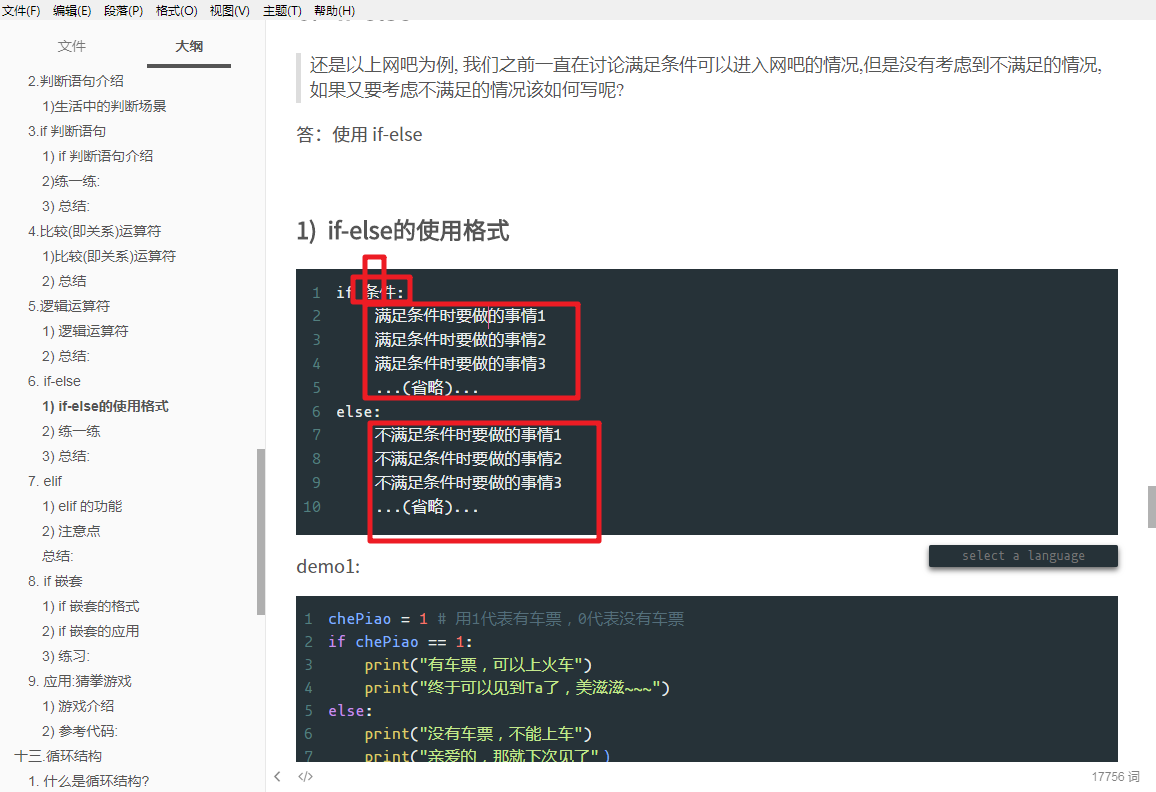 文件(F) 编辑(E) 段落(P) 格式(O) 视图(V) 主题(T) 帮助(H)
文件 大纲
2.判断语句介绍
1)生活中的判断场景
3.if 判断语句
1) if 判断语句介绍
2)练一练:
3) 总结:
4.比较(即关系)运算符
1)比较(即关系)运算符
2) 总结
5.逻辑运算符
1) 逻辑运算符
2) 总结:
6. if-else
1) if-else的使用格式
2) 练一练
3) 总结:
7. elif
1) elif 的功能
2) 注意点
总结:
8. if 嵌套
1) if 嵌套的格式
2) if 嵌套的应用
3) 练习:
9. 应用:猜拳游戏
1) 游戏介绍
2) 参考代码:
十三.循环结构
1. 什么是循环结构?
还是以上网吧为例, 我们之前一直在讨论满足条件可以进入网吧的情况,但是没有考虑到不满足的情况,
如果又要考虑不满足的情况该如何写呢?
答：使用 if-else
1) if-else的使用格式
1 if 条件:
2 满足条件时要做的事情1
3 满足条件时要做的事情2
4 满足条件时要做的事情3
5 ...(省略)...
6 else:
7 不满足条件时要做的事情1
8 不满足条件时要做的事情2
9 不满足条件时要做的事情3
10 ...(省略)...
select a language
demo1:
1 chePiao = 1 # 用1代表有车票，0代表没有车票
2 if chePiao == 1:
3 print("有车票，可以上火车")
4 print("终于可以见到Ta了，美滋滋~~~")
5 else:
6 print("没有车票，不能上车")
7 print("亲爱的，那就下次见了")
</> 17756 词